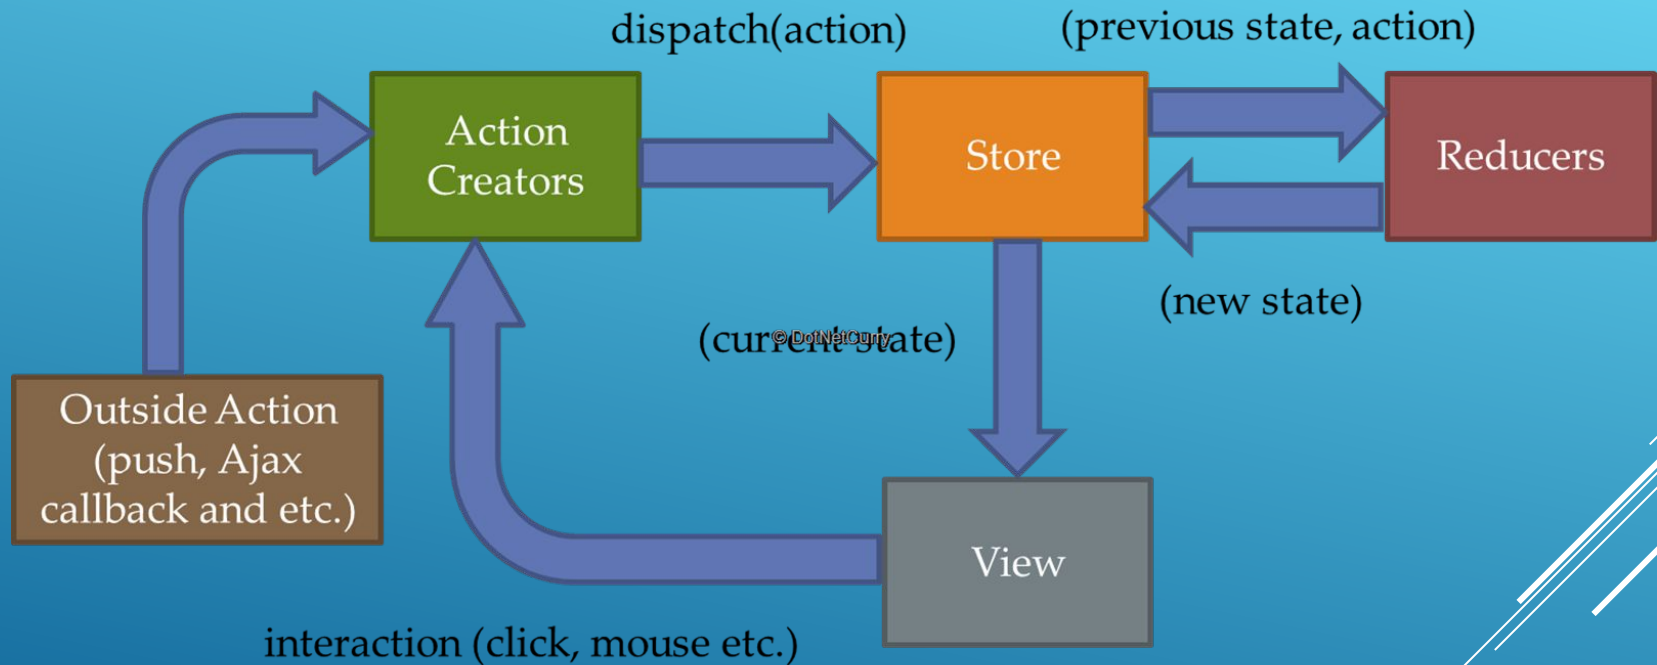 dispatch(action)
(previous state, action)
Action
Creators
Store
Reducers
(new state)
(current state)
© DotNetCurry
Outside Action
(push, Ajax
callback and etc.)
View
interaction (click, mouse etc.)